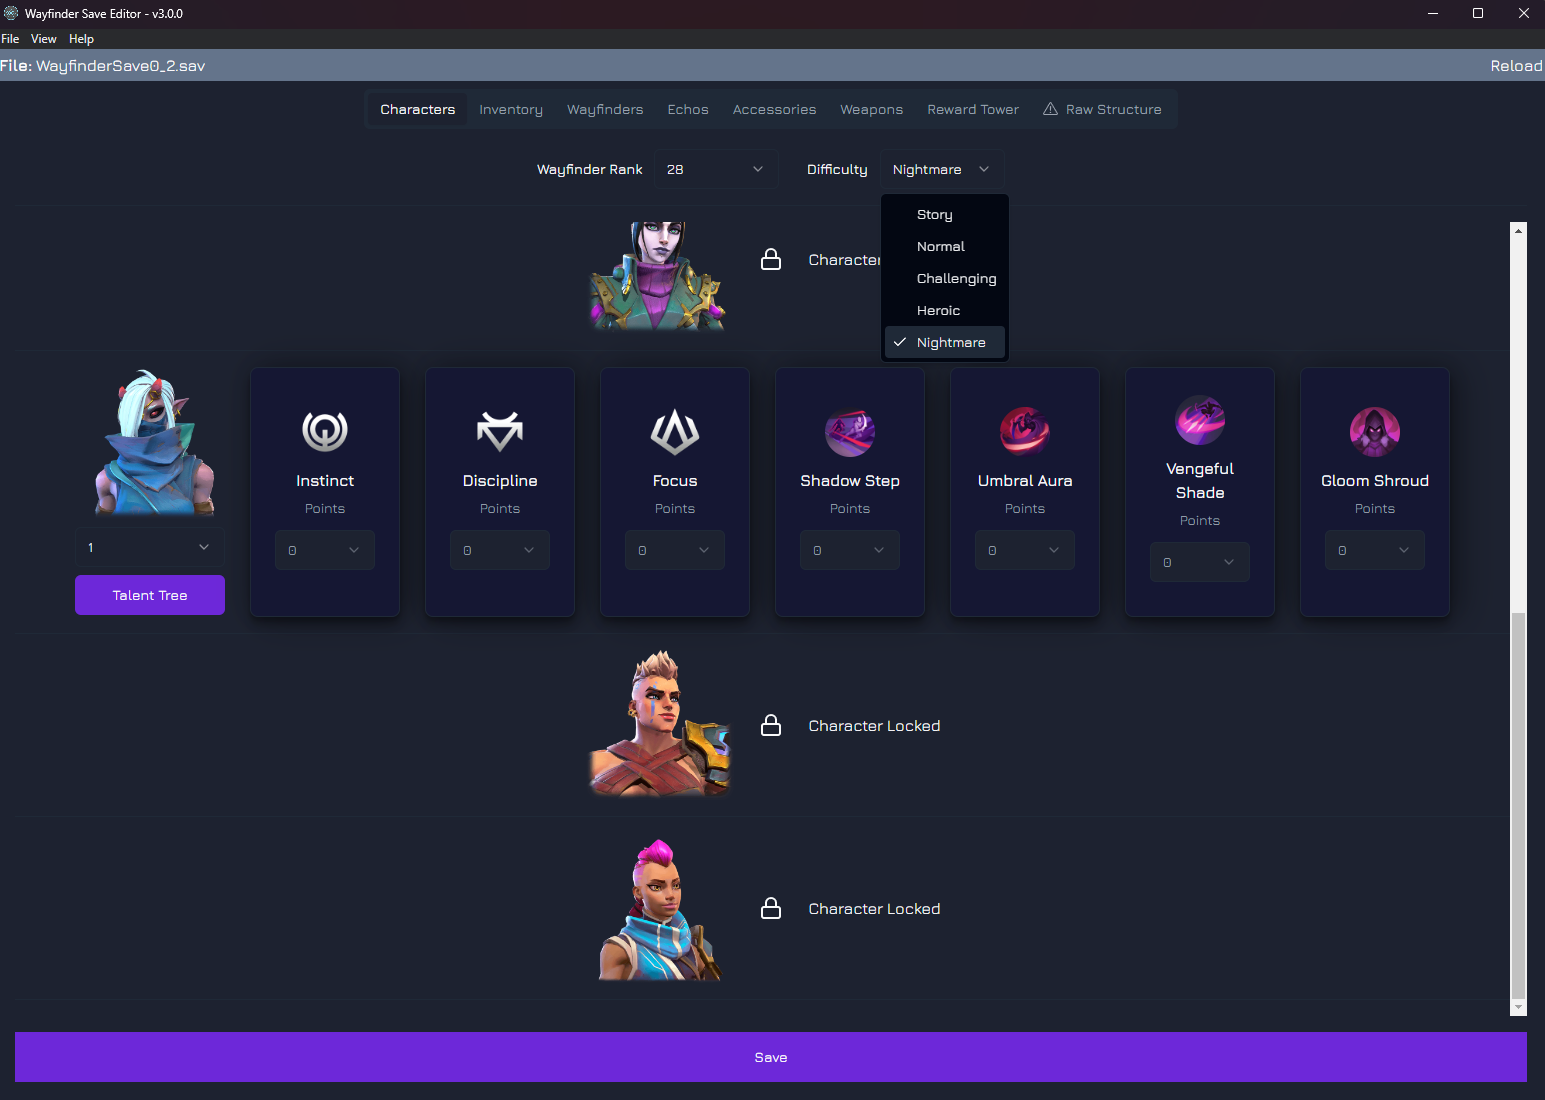 Wayfinder Save Editor - v3.0.0
File View Help
File: WayfinderSave0_2.sav Reload
Characters Inventory Wayfinders Echos Accessories Weapons Reward Tower Raw Structure
Wayfinder Rank 28 Difficulty Nightmare
Story
Normal
Character
Challenging
Heroic
Nightmare
Instinct
Points
0
Discipline
Points
0
Focus
Points
0
Shadow Step
Points
0
Umbral Aura
Points
0
Vengeful
Shade
Points
0
Gloom Shroud
Points
0
1
Talent Tree
Character Locked
Character Locked
Save